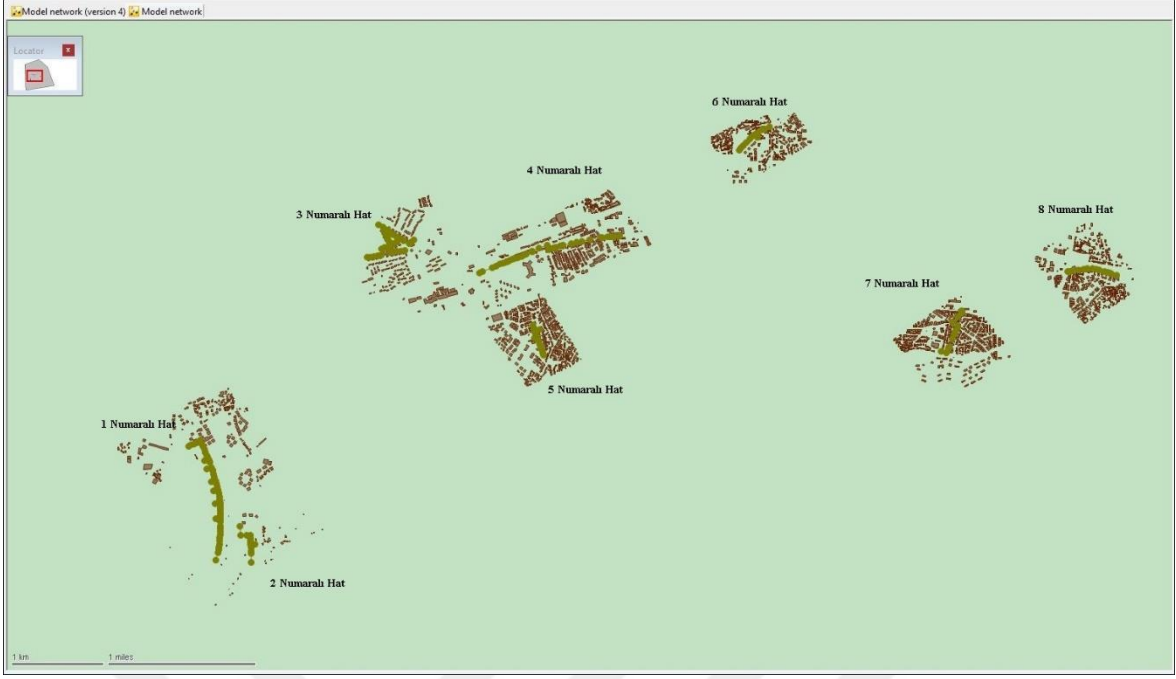 Model network (version 4) Model network
Locator
x
6 Numaralı Hat
4 Numaralı Hat
3 Numaralı Hat
8 Numaralı Hat
7 Numaralı Hat
5 Numaralı Hat
1 Numaralı Hat
2 Numaralı Hat
1 km 1 miles